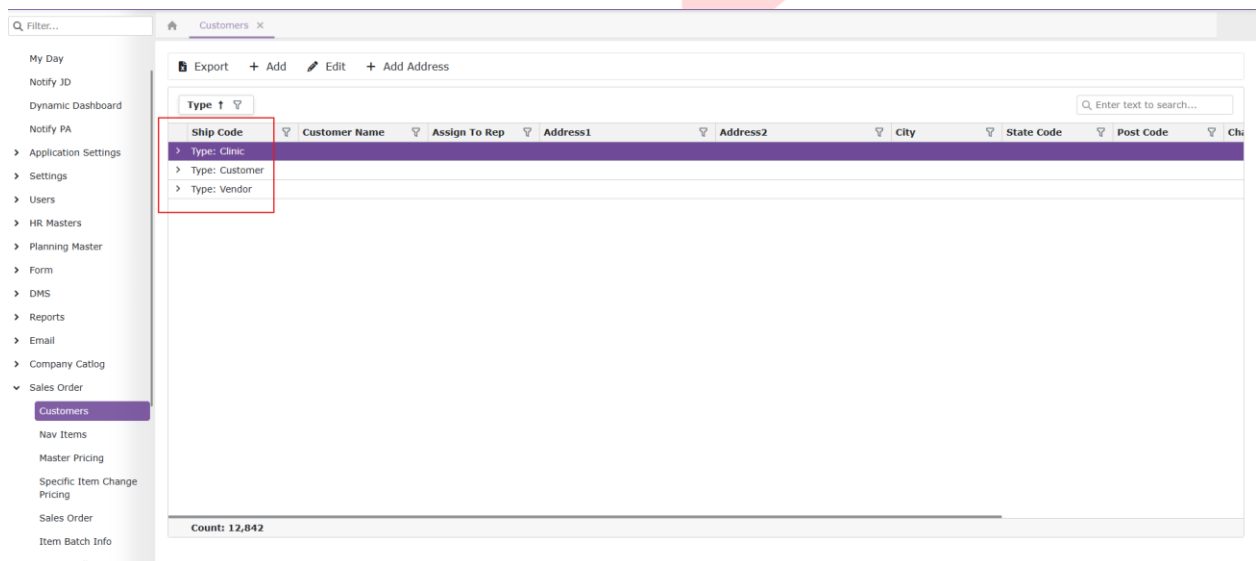 Filter...
Customers ×
My Day
Notify JD
Dynamic Dashboard
Notify PA
Application Settings
Settings
Users
HR Masters
Planning Master
Form
DMS
Reports
Email
Company Catlog
Sales Order
Customers
Nav Items
Master Pricing
Specific Item Change
Pricing
Sales Order
Item Batch Info
Export + Add Edit + Add Address
Type ↑ Enter text to search...
Ship Code Customer Name Assign To Rep Address1 Address2 City State Code Post Code Cha
Type: Clinic
Type: Customer
Type: Vendor
Count: 12,842